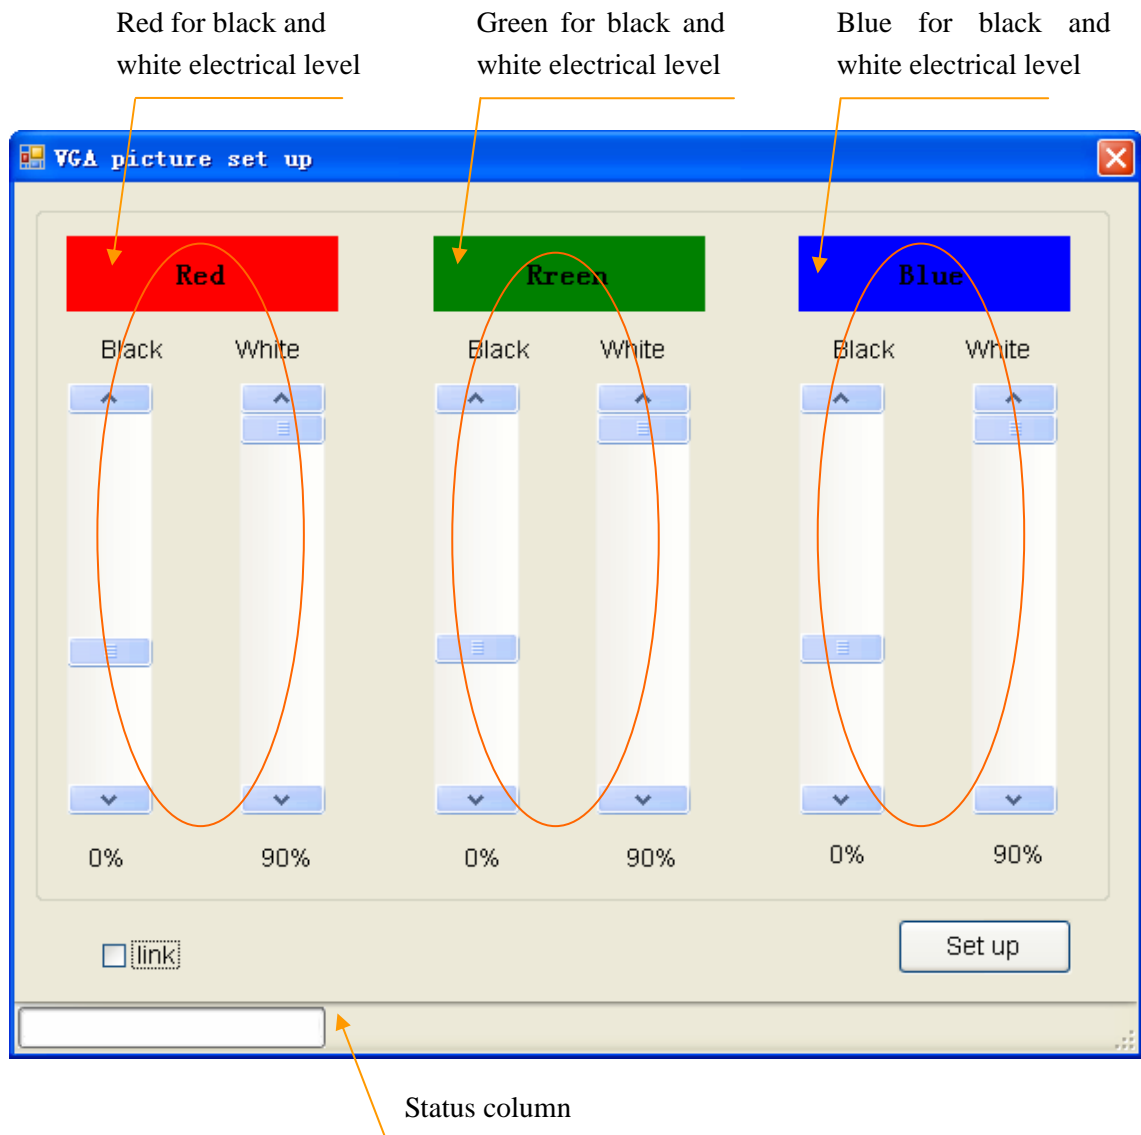 Red for black and
white electrical level
Green for black and
white electrical level
Blue for black and
white electrical level
VGA picture set up
Red
Rreen
Blue
Black White
Black White
Black White
0% 90%
0% 90%
0% 90%
link
Set up
Status column